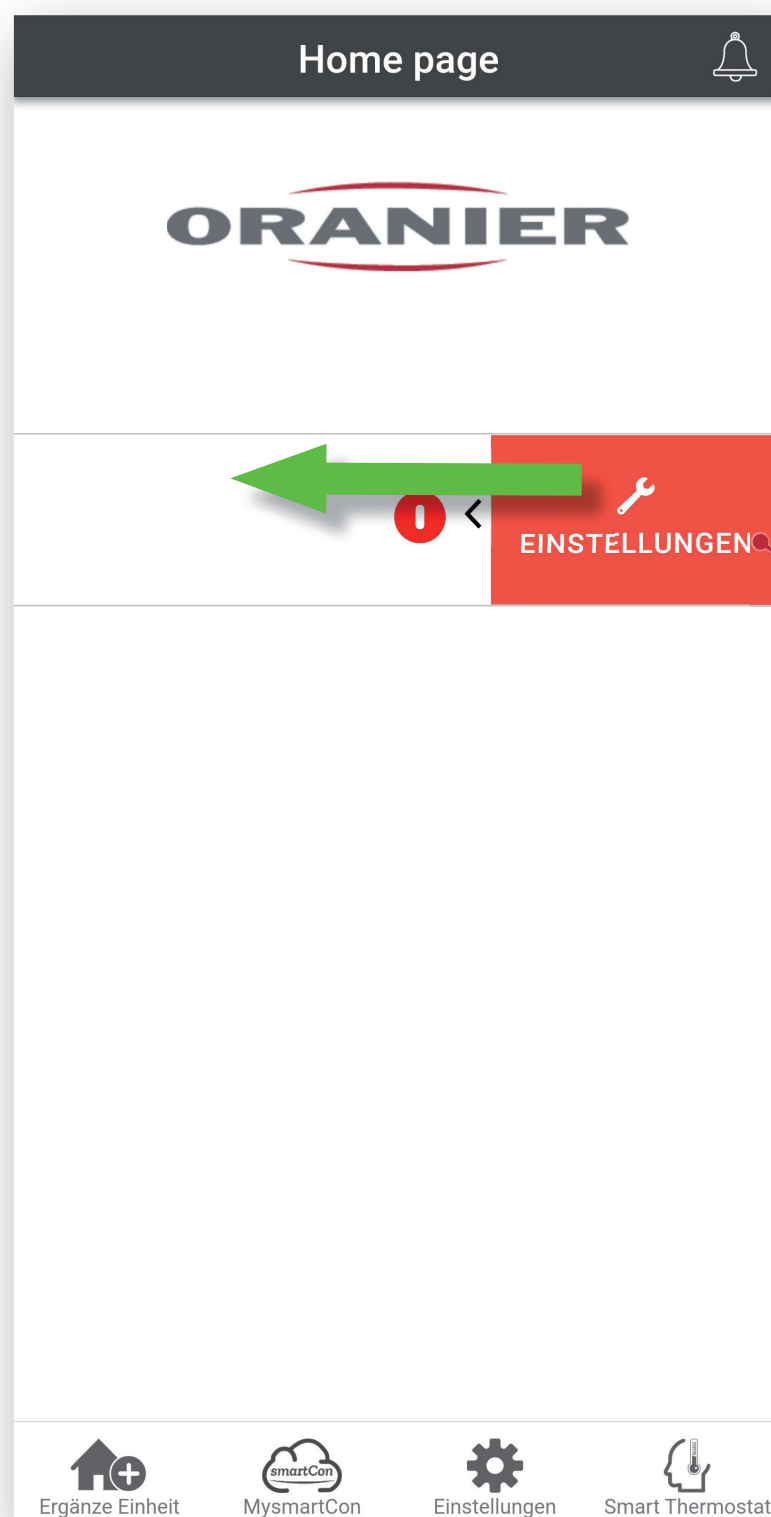 Home page
ORANIER
EINSTELLUNGEN
smartCon
Ergänze Einheit
MysmartCon
Einstellungen
Smart Thermostat